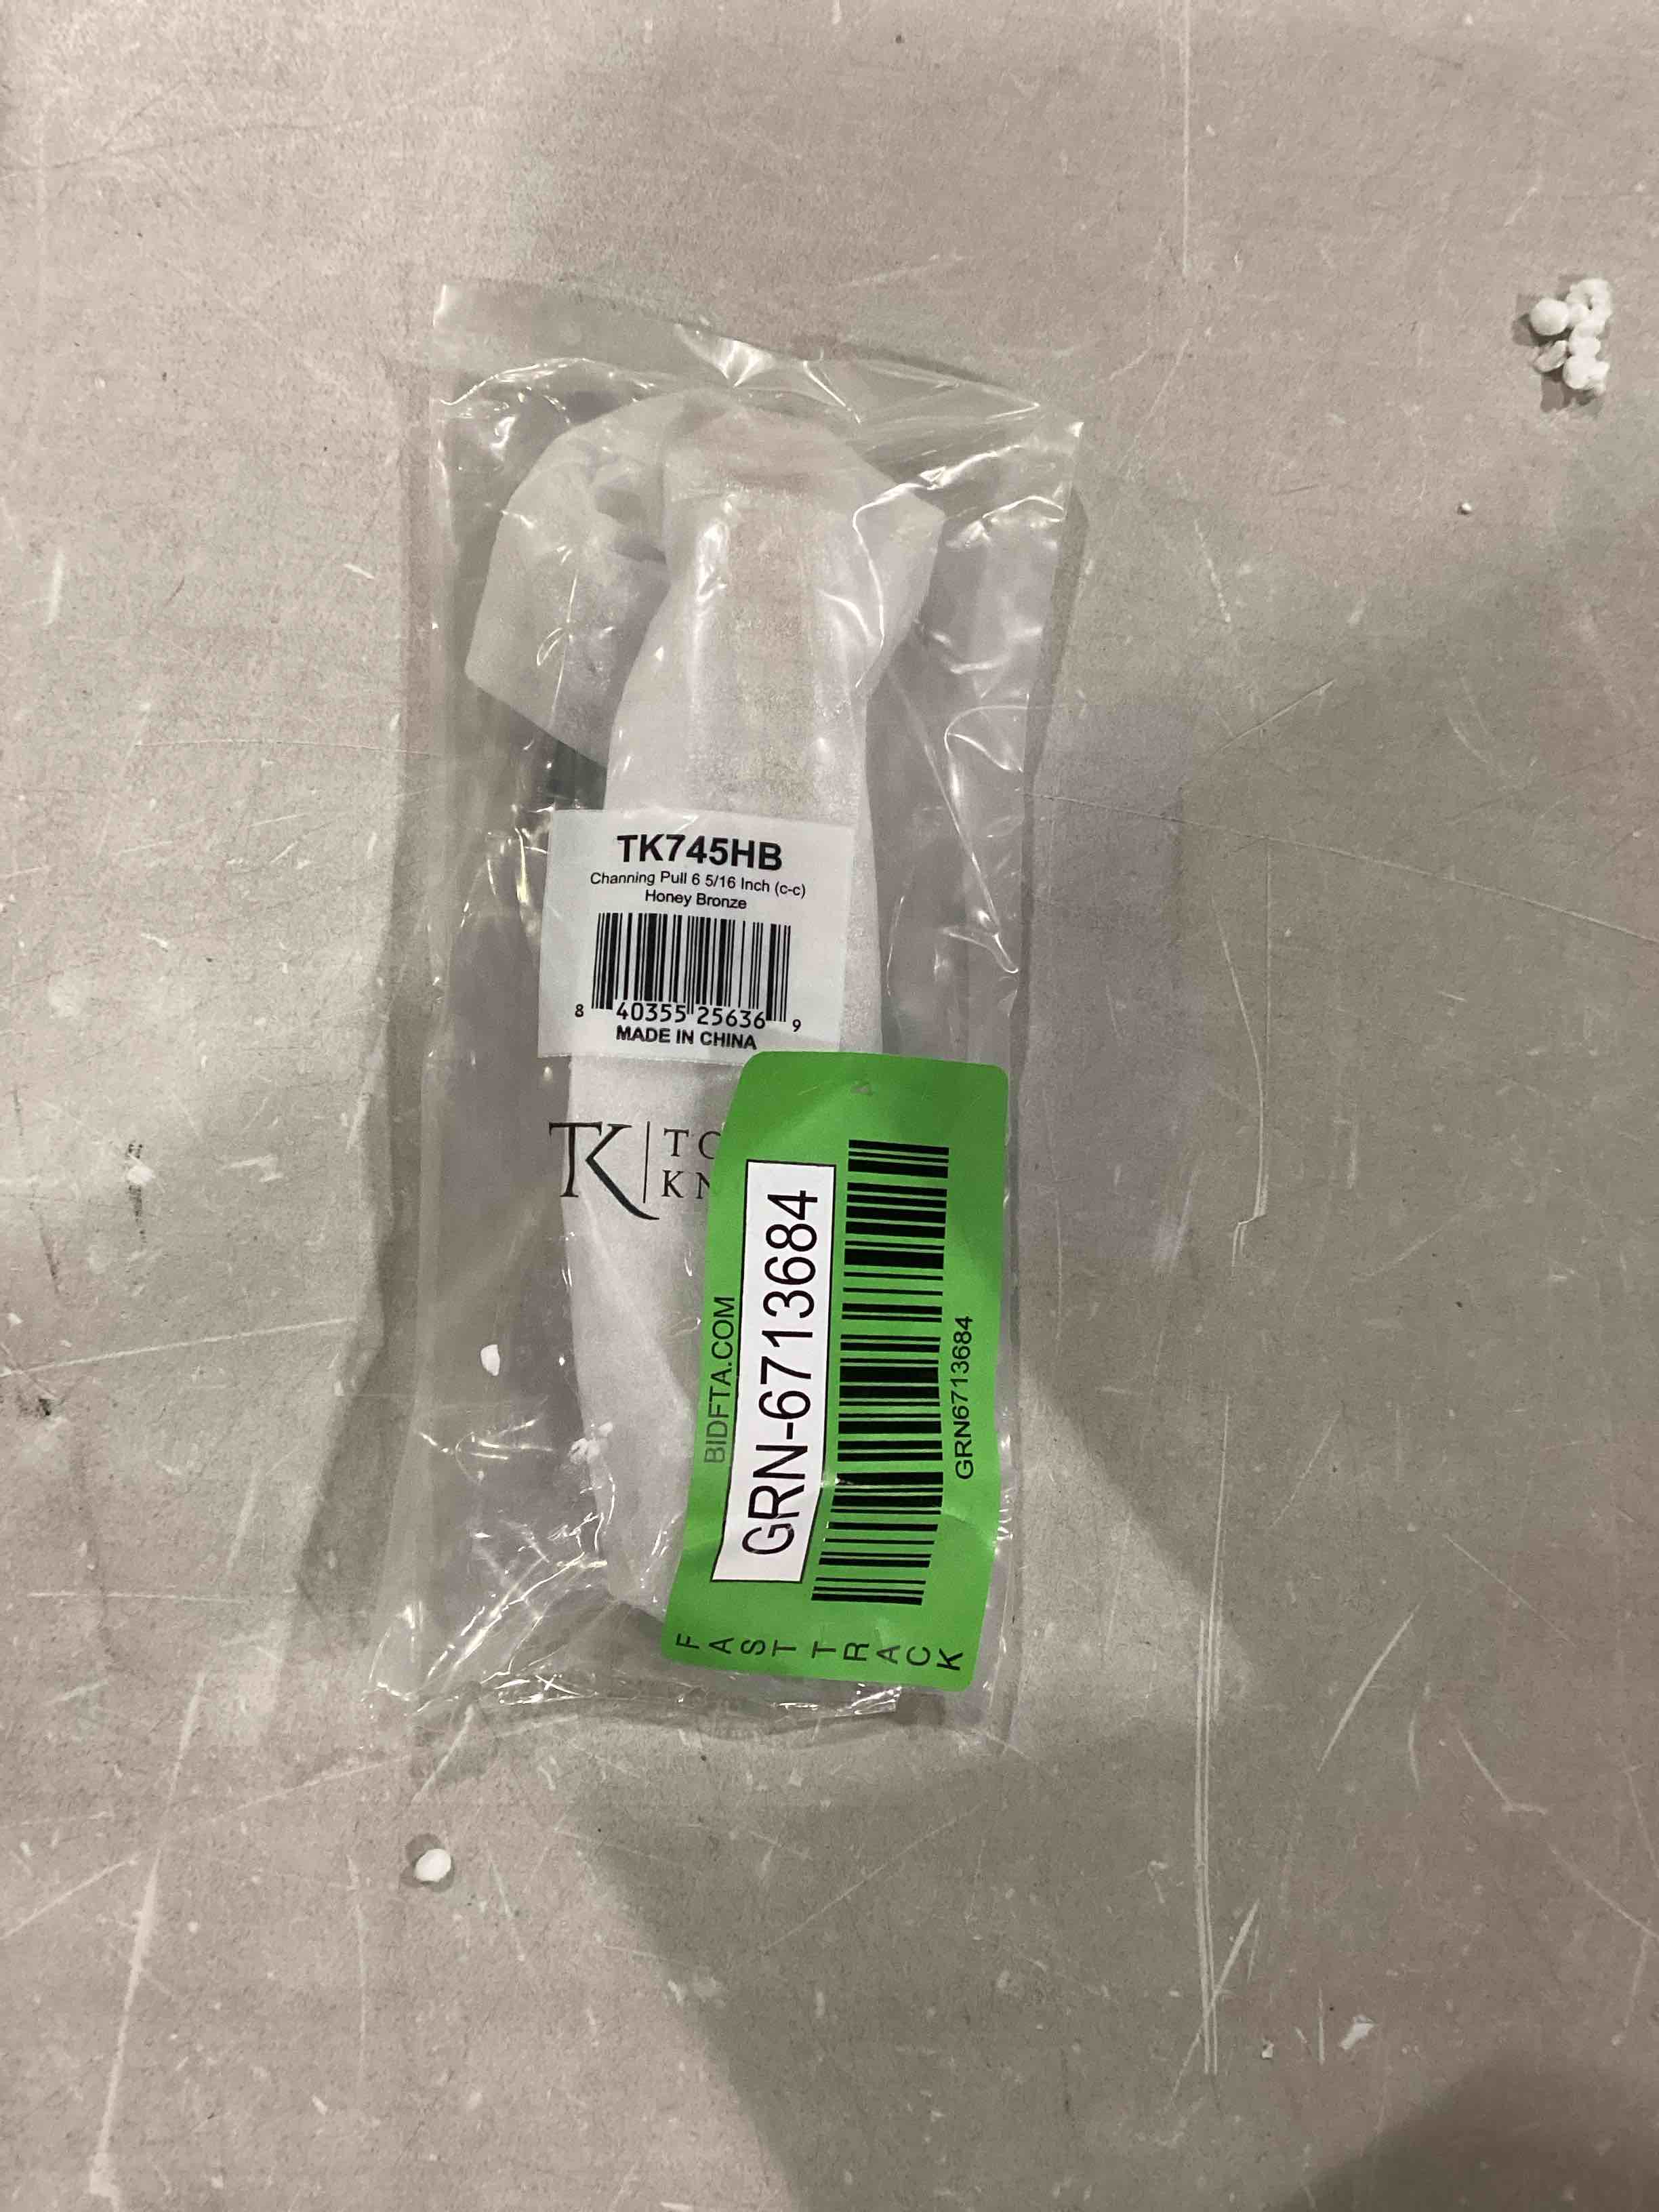 TK745HB
Channing Pull 6 5/16 Inch (c-c)
Honey Bronze
8 40355 25636 9
MADE IN CHINA
TK
BIDFTA.COM
GRN-6713684
GRN6713684
FAST TRACK